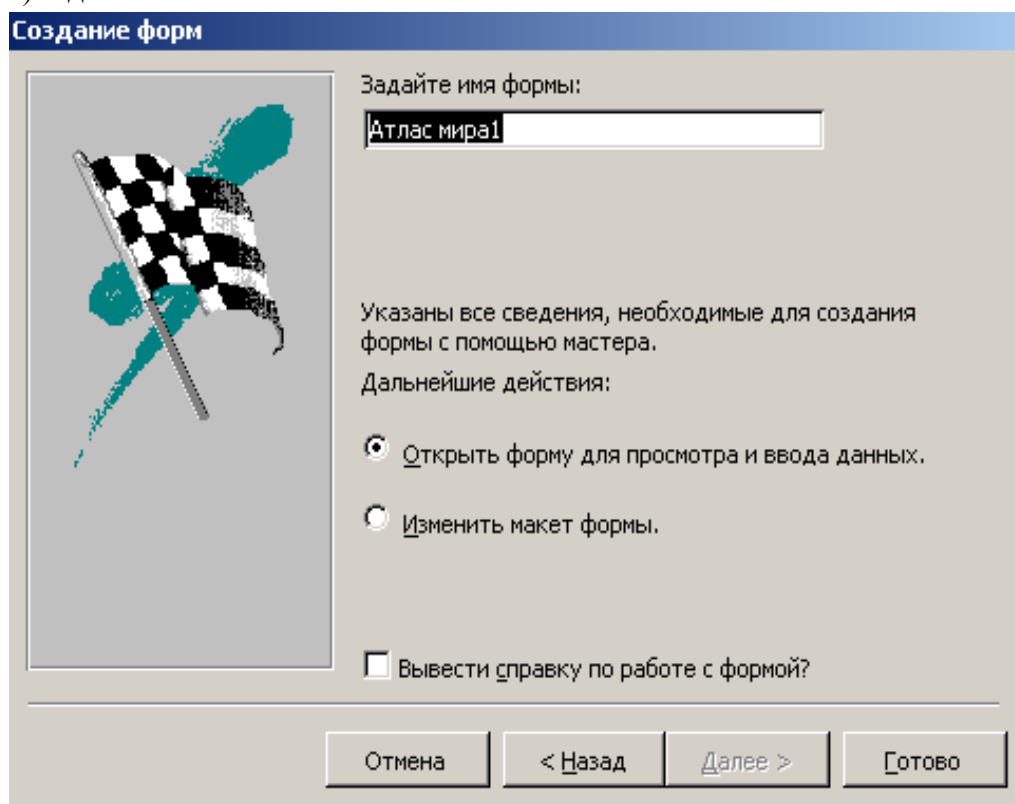 Создание форм
Задайте имя формы:
Атлас мира1
Указаны все сведения, необходимые для создания
формы с помощью мастера.
Дальнейшие действия:
Открыть форму для просмотра и ввода данных.
Изменить макет формы.
Вывести справку по работе с формой?
Отмена
< Назад
Далее >
Готово